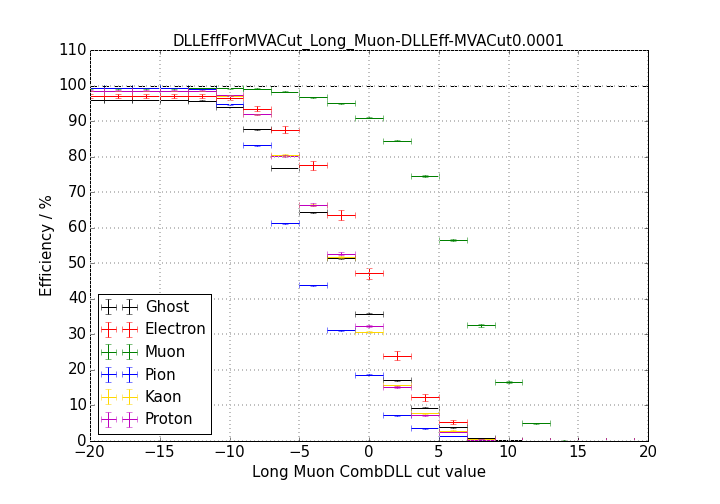 DLLEffForMVACut_Long_Muon-DLLEff-MVACut0.0001
110
100
90
80
70
60
50
40
30
20
10
0
Efficiency / %
Ghost
Electron
Muon
Pion
Kaon
Proton
−20 −15 −10 −5 0 5 10 15 20
Long Muon CombDLL cut value